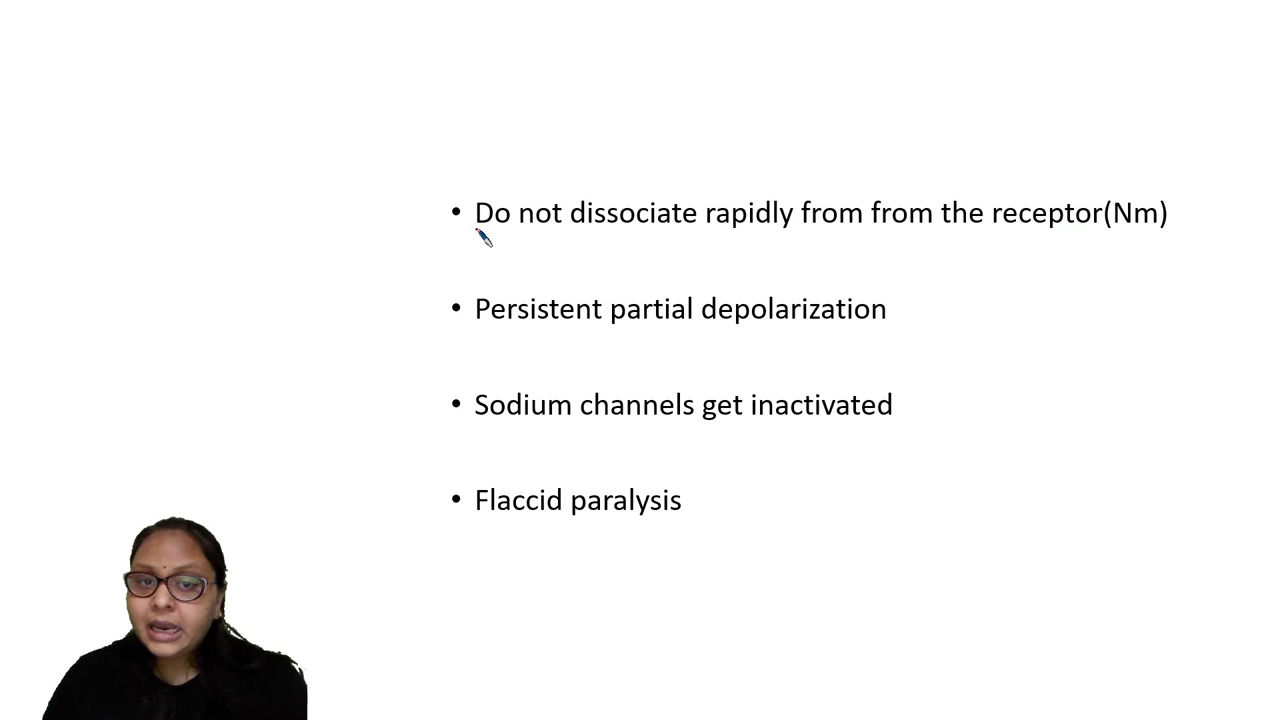 • Do not dissociate rapidly from from the receptor(Nm)
• Persistent partial depolarization
• Sodium channels get inactivated
• Flaccid paralysis